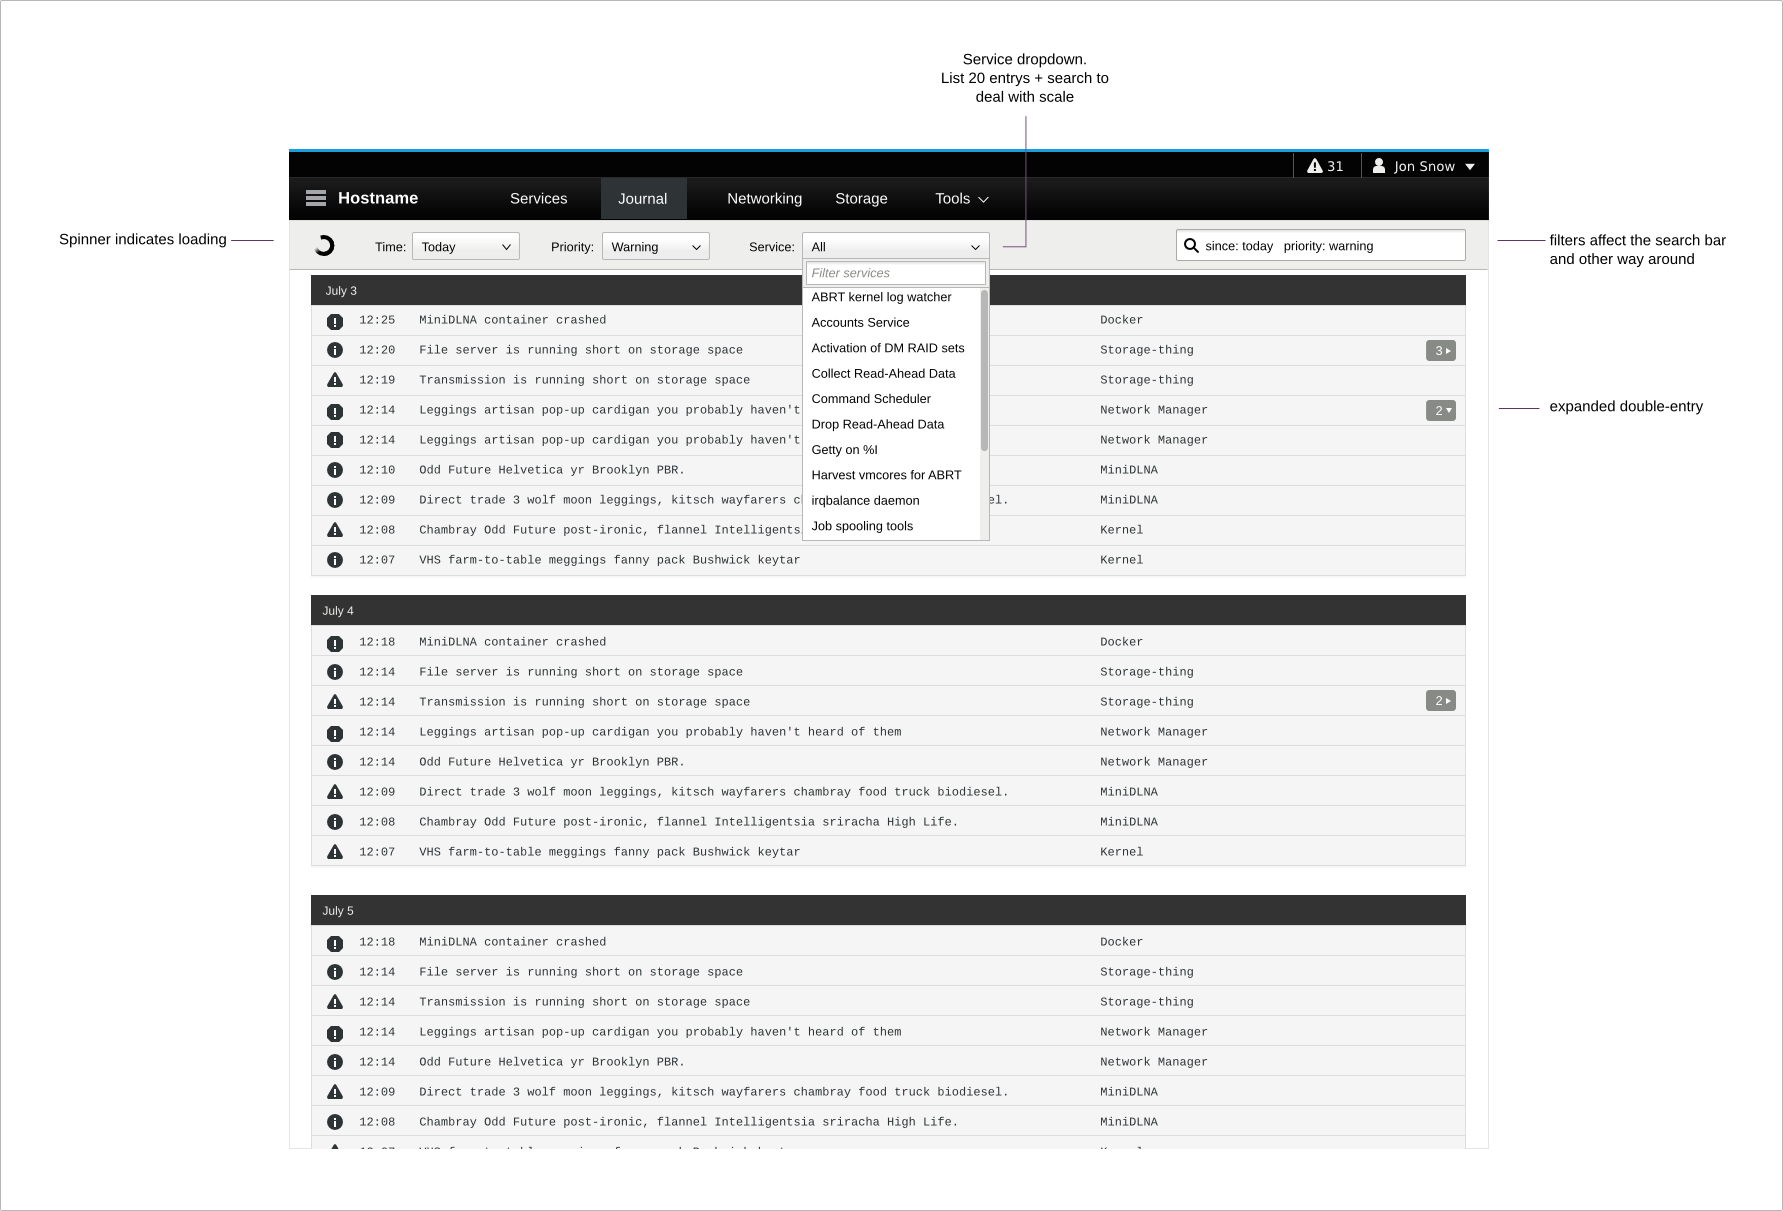 Service dropdown.
List 20 entrys + search to
deal with scale
31 Jon Snow
Hostname Services Journal Networking Storage Tools
Spinner indicates loading
Time: Today Priority: Warning Service: All since: today priority: warning
filters affect the search bar
and other way around
Filter services
ABRT kernel log watcher
Accounts Service
Activation of DM RAID sets
Collect Read-Ahead Data
Command Scheduler
Drop Read-Ahead Data
Getty on %I
Harvest vmcores for ABRT
irqbalance daemon
Job spooling tools
July 3
12:25 MiniDLNA container crashed Docker
12:20 File server is running short on storage space Storage-thing 3
12:19 Transmission is running short on storage space Storage-thing
12:14 Leggings artisan pop-up cardigan you probably haven't Network Manager 2
expanded double-entry
12:14 Leggings artisan pop-up cardigan you probably haven't Network Manager
12:10 Odd Future Helvetica yr Brooklyn PBR. MiniDLNA
12:09 Direct trade 3 wolf moon leggings, kitsch wayfarers ch el. MiniDLNA
12:08 Chambray Odd Future post-ironic, flannel Intelligents Kernel
12:07 VHS farm-to-table meggings fanny pack Bushwick keytar Kernel
July 4
12:18 MiniDLNA container crashed Docker
12:14 File server is running short on storage space Storage-thing
12:14 Transmission is running short on storage space Storage-thing 2
12:14 Leggings artisan pop-up cardigan you probably haven't heard of them Network Manager
12:14 Odd Future Helvetica yr Brooklyn PBR. Network Manager
12:09 Direct trade 3 wolf moon leggings, kitsch wayfarers chambray food truck biodiesel. MiniDLNA
12:08 Chambray Odd Future post-ironic, flannel Intelligentsia sriracha High Life. MiniDLNA
12:07 VHS farm-to-table meggings fanny pack Bushwick keytar Kernel
July 5
12:18 MiniDLNA container crashed Docker
12:14 File server is running short on storage space Storage-thing
12:14 Transmission is running short on storage space Storage-thing
12:14 Leggings artisan pop-up cardigan you probably haven't heard of them Network Manager
12:14 Odd Future Helvetica yr Brooklyn PBR. Network Manager
12:09 Direct trade 3 wolf moon leggings, kitsch wayfarers chambray food truck biodiesel. MiniDLNA
12:08 Chambray Odd Future post-ironic, flannel Intelligentsia sriracha High Life. MiniDLNA